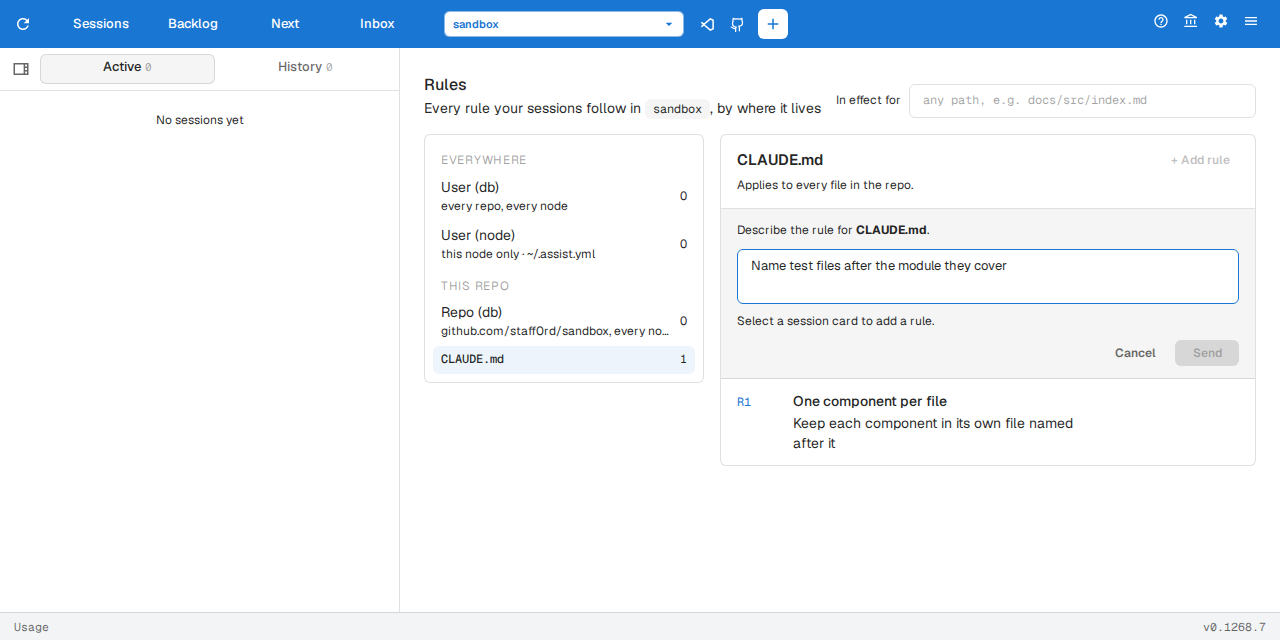 Sessions
Backlog
Next
Inbox
sandbox
Active 0
History 0
No sessions yet
Rules
Every rule your sessions follow in sandbox , by where it lives
In effect for
any path, e.g. docs/src/index.md
EVERYWHERE
User (db)
every repo, every node
0
User (node)
this node only · ~/.assist.yml
0
THIS REPO
Repo (db)
github.com/staff0rd/sandbox, every no…
0
CLAUDE.md
1
CLAUDE.md
+ Add rule
Applies to every file in the repo.
Describe the rule for CLAUDE.md.
Name test files after the module they cover
Select a session card to add a rule.
Cancel
Send
R1
One component per file
Keep each component in its own file named
after it
Usage
v0.1268.7